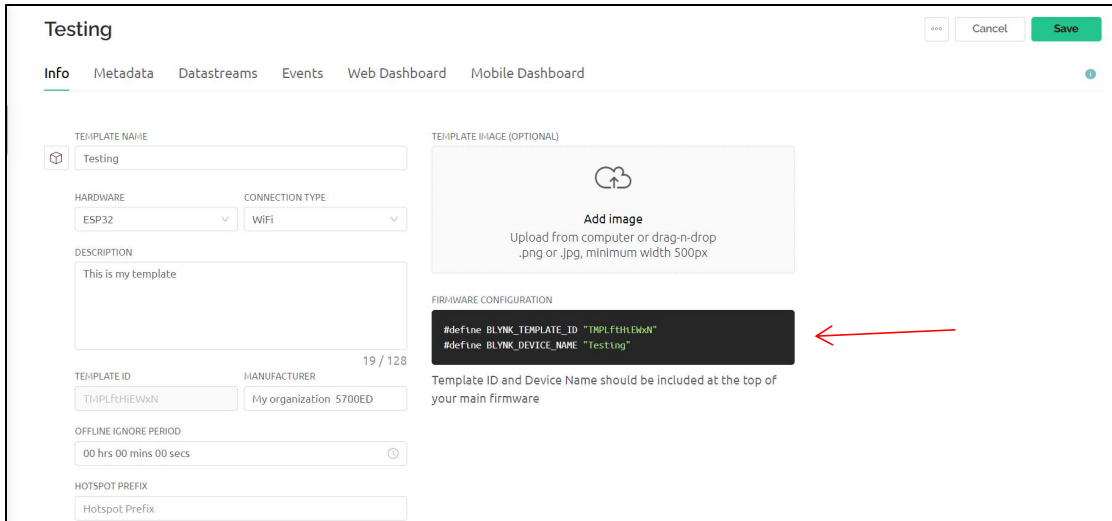 Testing
Cancel
Save
Info Metadata Datastreams Events Web Dashboard Mobile Dashboard
TEMPLATE NAME
Testing
HARDWARE CONNECTION TYPE
ESP32 WiFi
DESCRIPTION
This is my template
19 / 128
TEMPLATE ID MANUFACTURER
TMPLftHiEWxN My organization 5700ED
OFFLINE IGNORE PERIOD
00 hrs 00 mins 00 secs
HOTSPOT PREFIX
Hotspot Prefix
TEMPLATE IMAGE (OPTIONAL)
Add image
Upload from computer or drag-n-drop
.png or .jpg, minimum width 500px
FIRMWARE CONFIGURATION
#define BLYNK_TEMPLATE_ID "TMPLftHiEWxN"
#define BLYNK_DEVICE_NAME "Testing"
Template ID and Device Name should be included at the top of
your main firmware